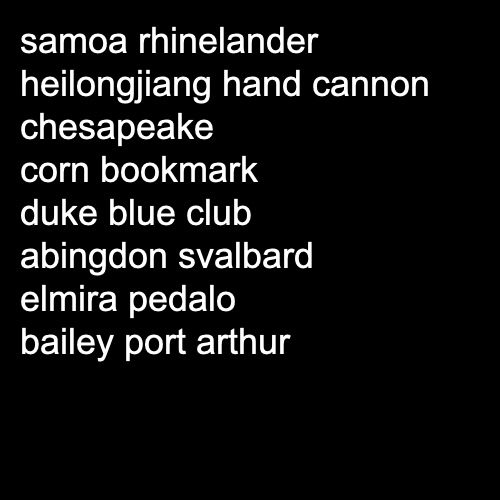 samoa rhinelander
heilongjiang hand cannon
chesapeake
corn bookmark
duke blue club
abingdon svalbard
elmira pedalo
bailey port arthur